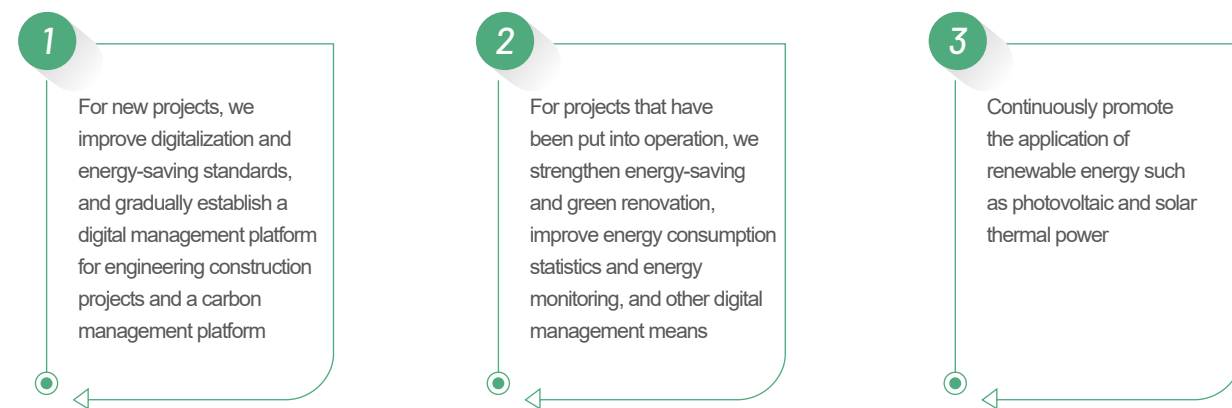 1
For new projects, we
improve digitalization and
energy-saving standards,
and gradually establish a
digital management platform
for engineering construction
projects and a carbon
management platform
2
For projects that have
been put into operation, we
strengthen energy-saving
and green renovation,
improve energy consumption
statistics and energy
monitoring, and other digital
management means
3
Continuously promote
the application of
renewable energy such
as photovoltaic and solar
thermal power